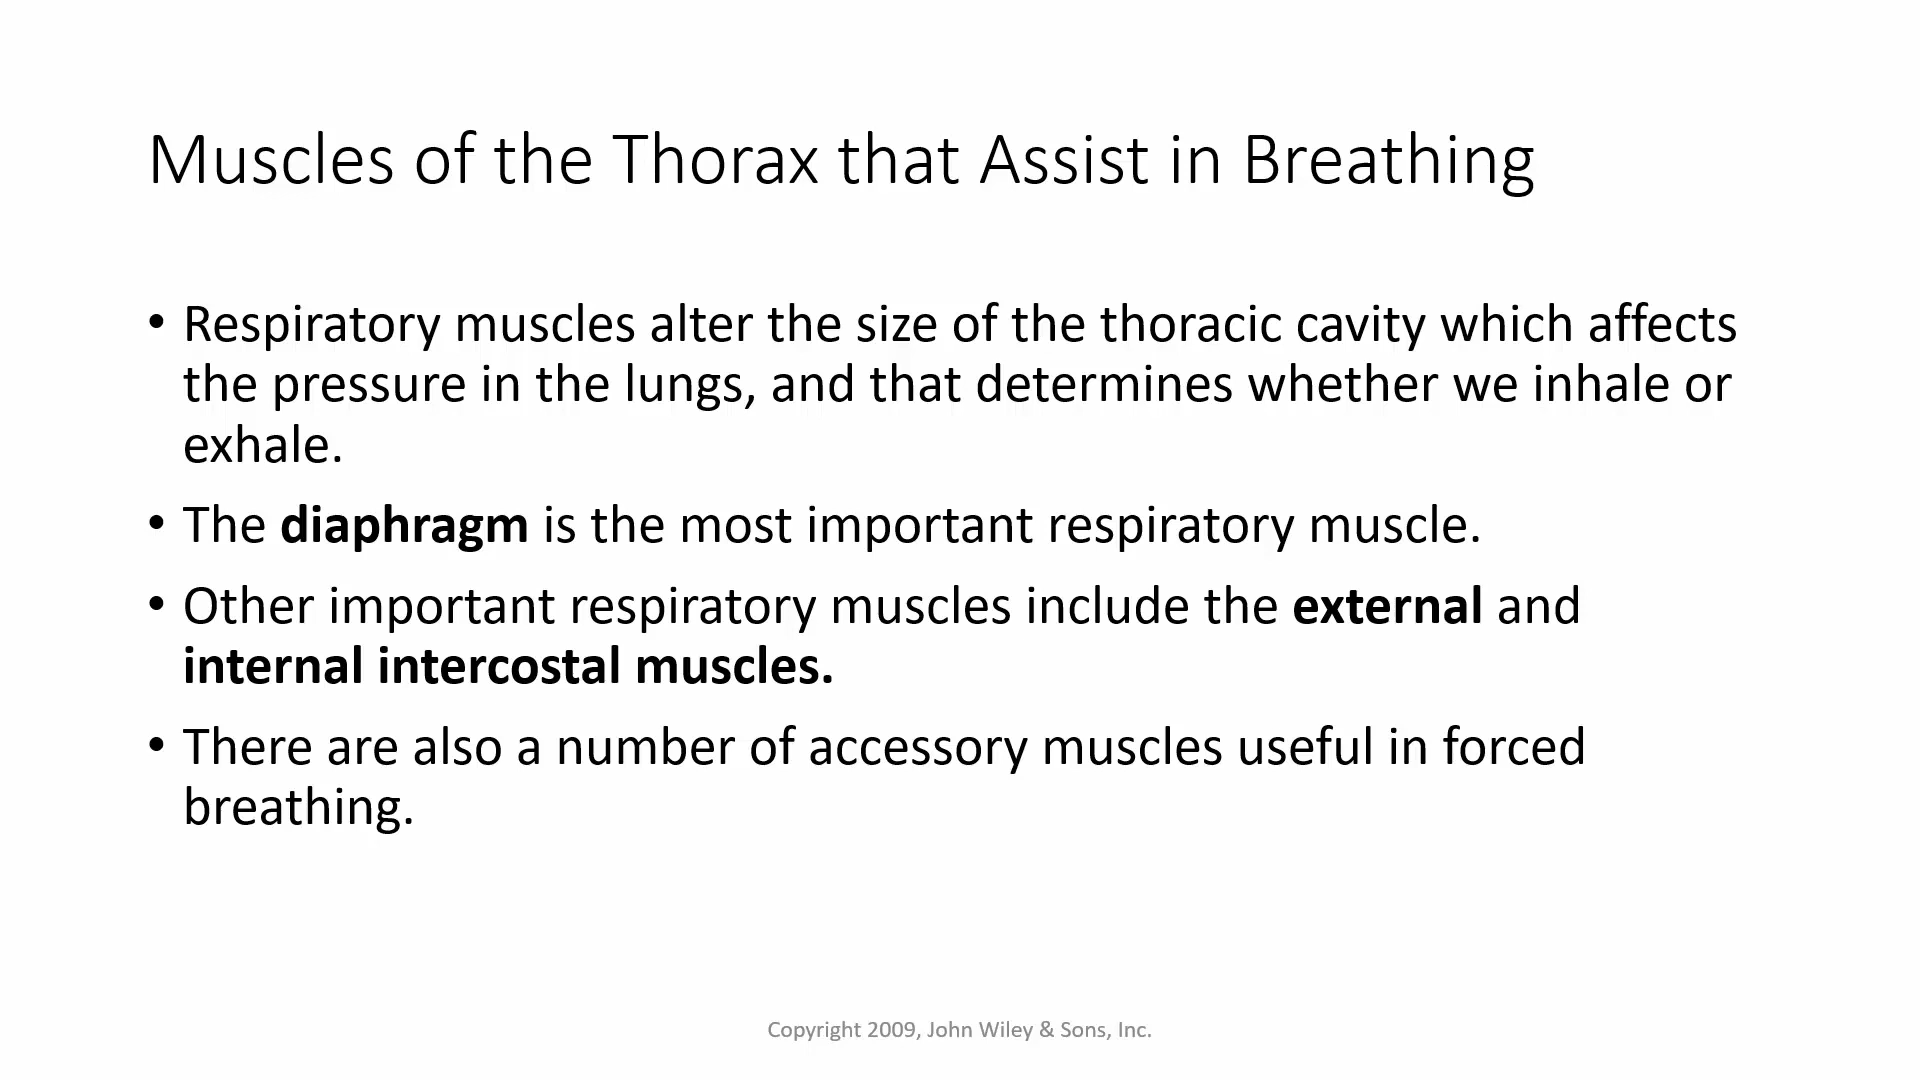 Muscles of the Thorax that Assist in Breathing
• Respiratory muscles alter the size of the thoracic cavity which affects
the pressure in the lungs, and that determines whether we inhale or
exhale.
• The diaphragm is the most important respiratory muscle.
• Other important respiratory muscles include the external and
internal intercostal muscles.
• There are also a number of accessory muscles useful in forced
breathing.
Copyright 2009, John Wiley & Sons, Inc.